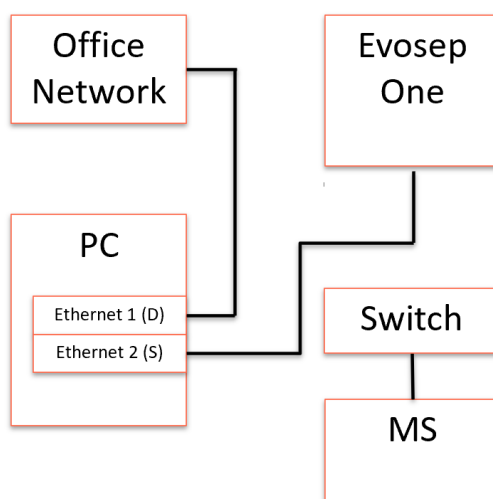 Office
Network
Evosep
One
PC
Ethernet 1 (D)
Ethernet 2 (S)
Switch
MS